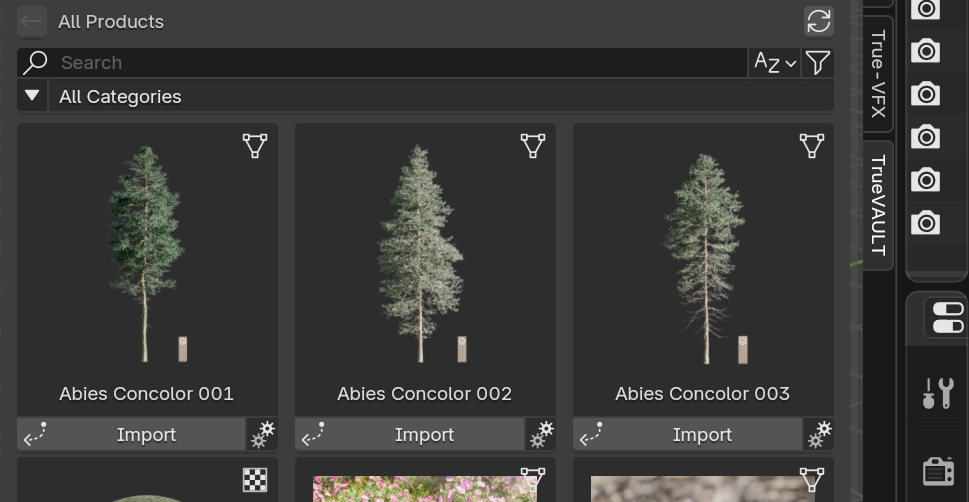 All Products
Search
AZ
All Categories
Abies Concolor 001
Abies Concolor 002
Abies Concolor 003
Import
Import
Import
True-VFX
TrueVAULT